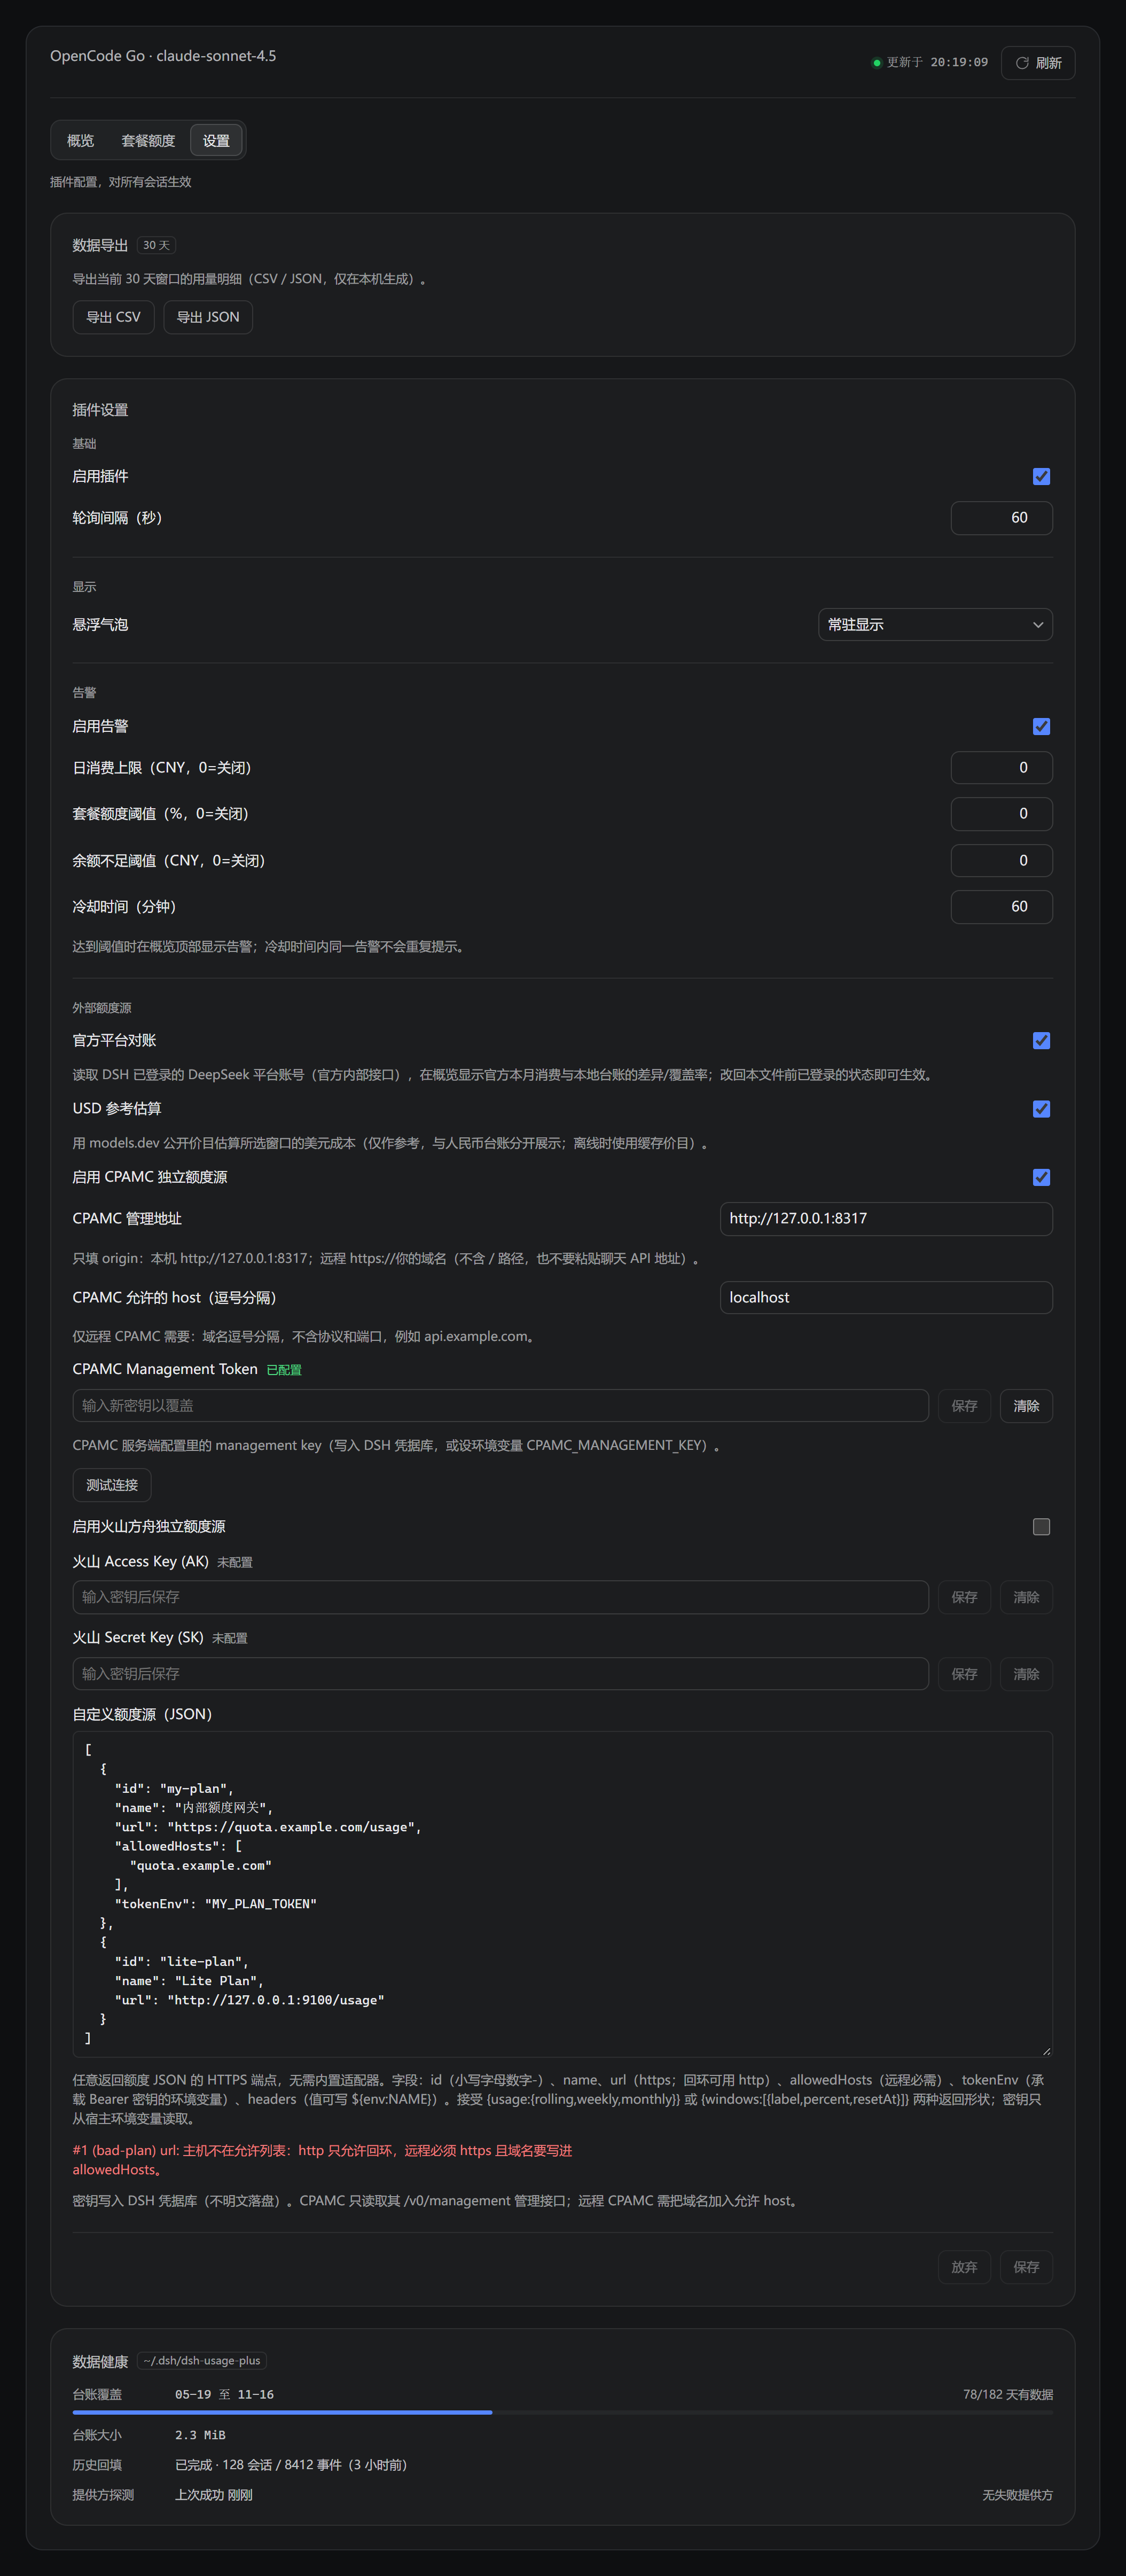 OpenCode Go · claude-sonnet-4.5
更新于 20:19:09
刷新
概览
套餐额度
设置
插件配置，对所有会话生效
数据导出
30 天
导出当前 30 天窗口的用量明细（CSV / JSON，仅在本机生成）。
导出 CSV
导出 JSON
插件设置
基础
启用插件
轮询间隔（秒）
60
显示
悬浮气泡
常驻显示
告警
启用告警
日消费上限（CNY，0=关闭）
0
套餐额度阈值（%，0=关闭）
0
余额不足阈值（CNY，0=关闭）
0
冷却时间（分钟）
60
达到阈值时在概览顶部显示告警；冷却时间内同一告警不会重复提示。
外部额度源
官方平台对账
读取 DSH 已登录的 DeepSeek 平台账号（官方内部接口），在概览显示官方本月消费与本地台账的差异/覆盖率；改回本文件前已登录的状态即可生效。
USD 参考估算
用 models.dev 公开价目估算所选窗口的美元成本（仅作参考，与人民币台账分开展示；离线时使用缓存价目）。
启用 CPAMC 独立额度源
CPAMC 管理地址
http://127.0.0.1:8317
只填 origin：本机 http://127.0.0.1:8317；远程 https://你的域名（不含 / 路径，也不要粘贴聊天 API 地址）。
CPAMC 允许的 host（逗号分隔）
localhost
仅远程 CPAMC 需要：域名逗号分隔，不含协议和端口，例如 api.example.com。
CPAMC Management Token 已配置
输入新密钥以覆盖
保存
清除
CPAMC 服务端配置里的 management key（写入 DSH 凭据库，或设环境变量 CPAMC_MANAGEMENT_KEY）。
测试连接
启用火山方舟独立额度源
火山 Access Key (AK) 未配置
输入密钥后保存
保存
清除
火山 Secret Key (SK) 未配置
输入密钥后保存
保存
清除
自定义额度源（JSON）
[
  {
    "id": "my-plan",
    "name": "内部额度网关",
    "url": "https://quota.example.com/usage",
    "allowedHosts": [
      "quota.example.com"
    ],
    "tokenEnv": "MY_PLAN_TOKEN"
  },
  {
    "id": "lite-plan",
    "name": "Lite Plan",
    "url": "http://127.0.0.1:9100/usage"
  }
]
任意返回额度 JSON 的 HTTPS 端点，无需内置适配器。字段：id（小写字母数字-）、name、url（https；回环可用 http）、allowedHosts（远程必需）、tokenEnv（承
载 Bearer 密钥的环境变量）、headers（值可写 ${env:NAME}）。接受 {usage:{rolling,weekly,monthly}} 或 {windows:[{label,percent,resetAt}]} 两种返回形状；密钥只
从宿主环境变量读取。
#1 (bad-plan) url: 主机不在允许列表：http 只允许回环，远程必须 https 且域名要写进
allowedHosts。
密钥写入 DSH 凭据库（不明文落盘）。CPAMC 只读取其 /v0/management 管理接口；远程 CPAMC 需把域名加入允许 host。
放弃
保存
数据健康
~/.dsh/dsh-usage-plus
台账覆盖
05-19 至 11-16
78/182 天有数据
台账大小
2.3 MiB
历史回填
已完成 · 128 会话 / 8412 事件（3 小时前）
提供方探测
上次成功 刚刚
无失败提供方